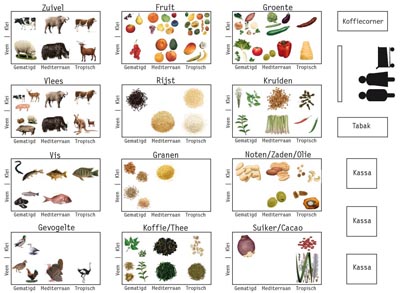 Zuivel
Fruit
Groente
Koffiecorner
Klei
Veen
Gematigd Mediterraan Tropisch
Klei
Veen
Gematigd Mediterraan Tropisch
Klei
Veen
Gematigd Mediterraan Tropisch
Vlees
Rijst
Kruiden
Tabak
Klei
Veen
Gematigd Mediterraan Tropisch
Klei
Veen
Gematigd Mediterraan Tropisch
Klei
Veen
Gematigd Mediterraan Tropisch
Vis
Granen
Noten/Zaden/Olie
Kassa
Klei
Veen
Gematigd Mediterraan Tropisch
Klei
Veen
Gematigd Mediterraan Tropisch
Klei
Veen
Gematigd Mediterraan Tropisch
Kassa
Gevogelte
Koffie/Thee
Suiker/Cacao
Kassa
Klei
Veen
Gematigd Mediterraan Tropisch
Klei
Veen
Gematigd Mediterraan Tropisch
Klei
Veen
Gematigd Mediterraan Tropisch